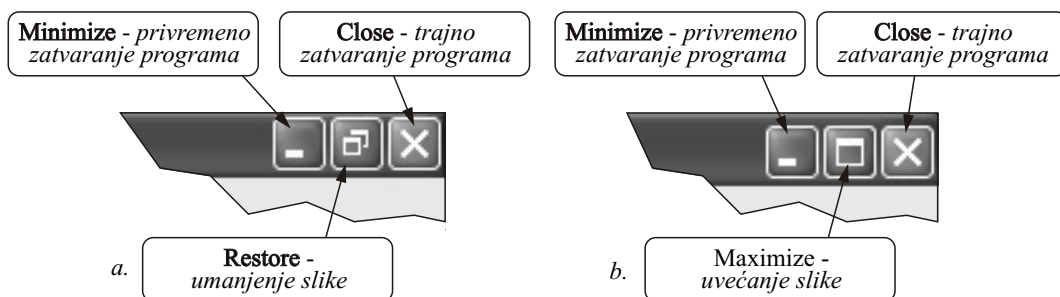 Minimize - privremeno
zatvaranje programa
Close - trajno
zatvaranje programa
Restore -
umanjenje slike
a.
Minimize - privremeno
zatvaranje programa
Close - trajno
zatvaranje programa
Maximize -
uvećanje slike
b.